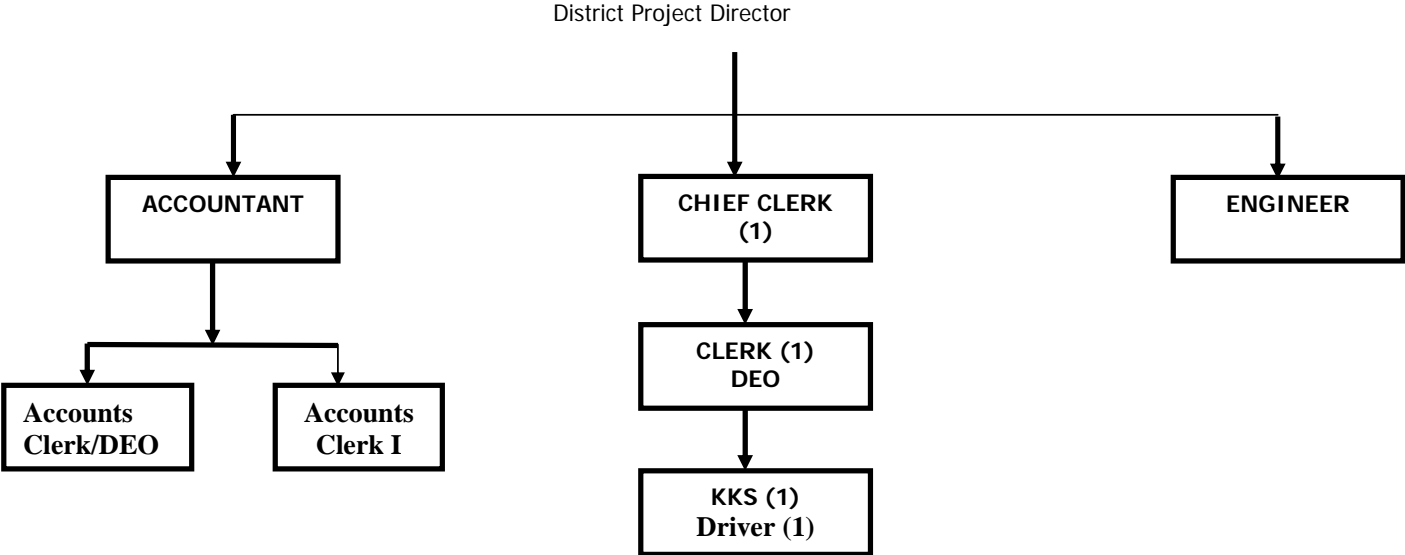 District Project Director
ACCOUNTANT
CHIEF CLERK
(1)
ENGINEER
CLERK (1)
DEO
Accounts
Clerk/DEO
Accounts
Clerk I
KKS (1)
Driver (1)